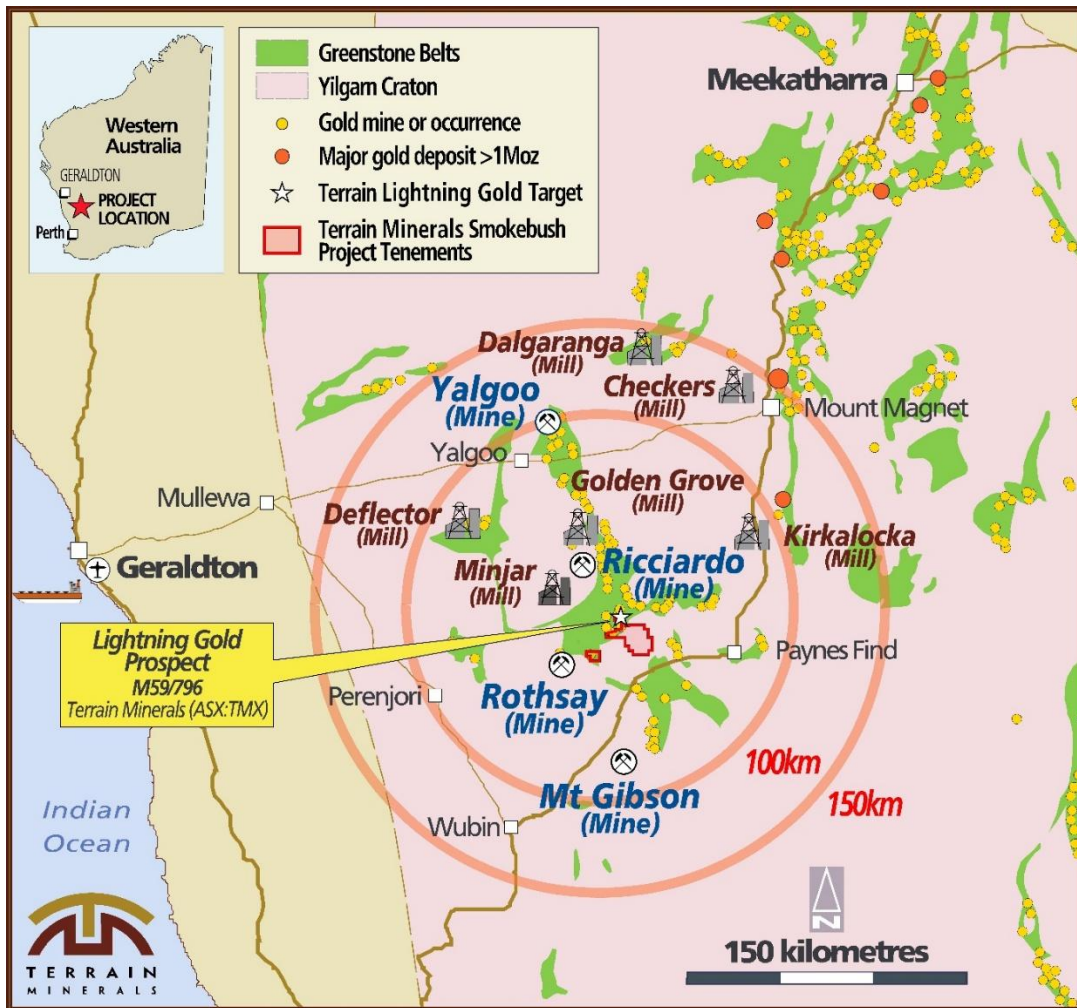 Western
Australia
GERALDTON
PROJECT
LOCATION
Perth
Greenstone Belts
Yilgarn Craton
Gold mine or occurrence
Major gold deposit >1Moz
Terrain Lightning Gold Target
Terrain Minerals Smokebush
Project Tenements
Meekatharra
Dalgaranga
(Mill)
Checkers
(Mill)
Yalgoo
(Mine)
Mount Magnet
Yalgoo
Mullewa
Golden Grove
(Mill)
Deflector
(Mill)
Kirkalocka
(Mill)
Geraldton
Minjar
(Mill)
Ricciardo
(Mine)
Lightning Gold
Prospect
M59/796
Terrain Minerals (ASX:TMX)
Paynes Find
Perenjori
Rothsay
(Mine)
100km
150km
Mt Gibson
(Mine)
Indian
Ocean
Wubin
N
150 kilometres
TERRAIN
MINERALS